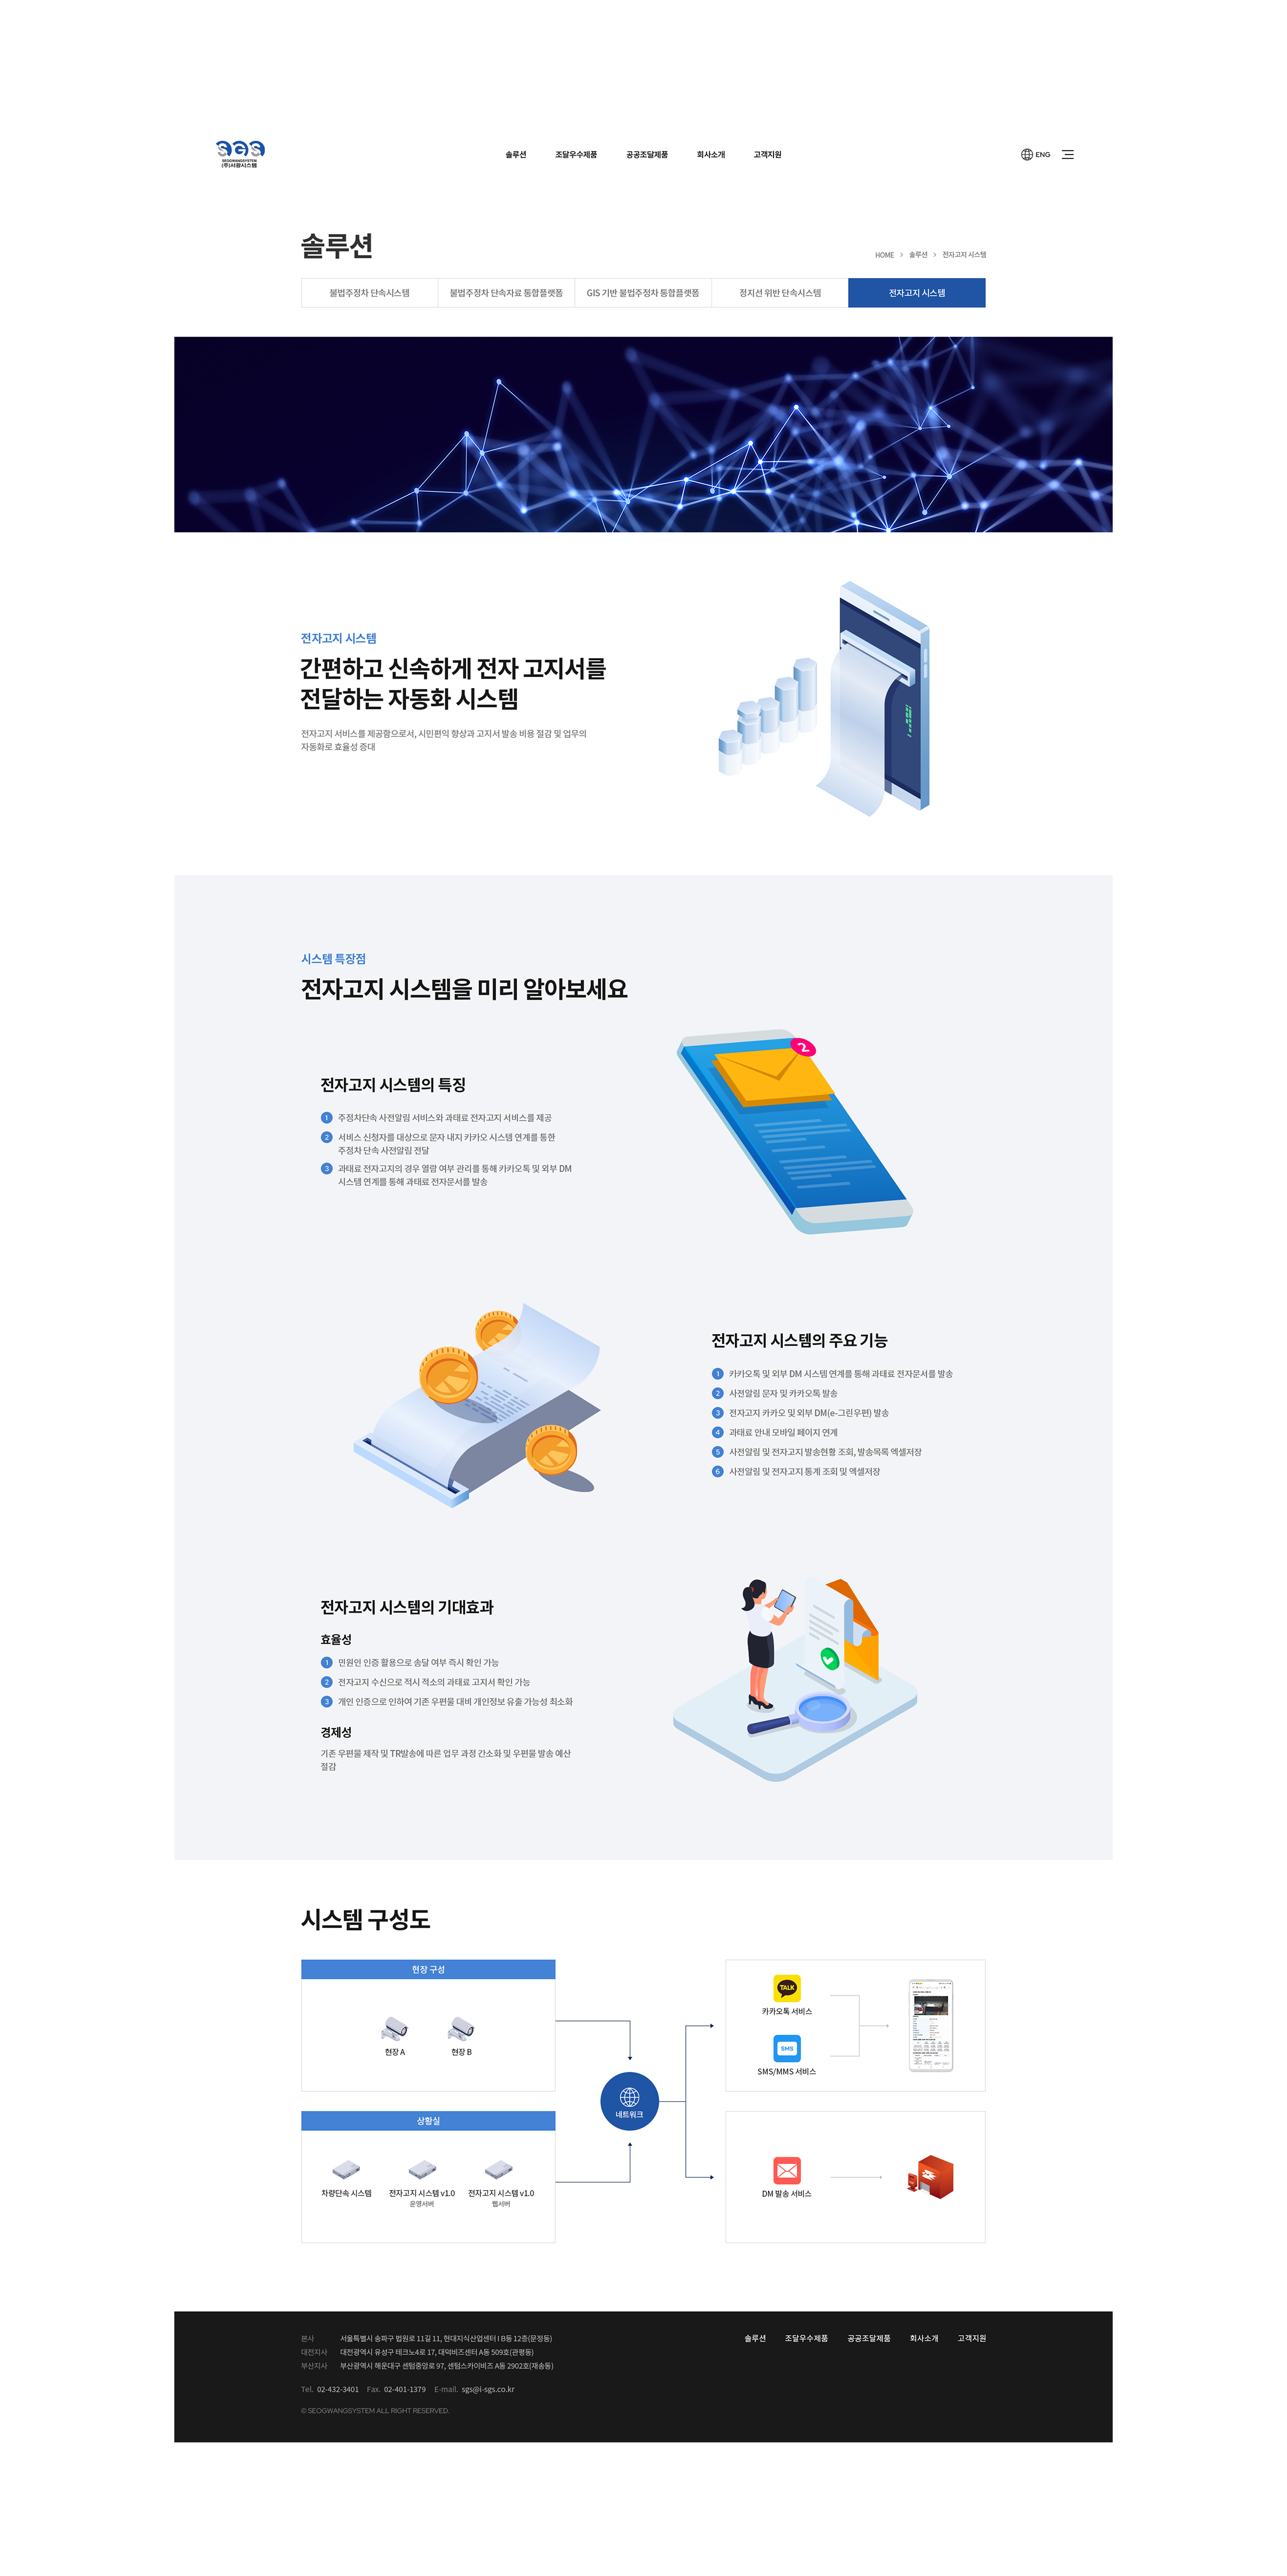 SGS
SEOGWANGSYSTEM
(주)서광시스템
솔루션
조달우수제품
공공조달제품
회사소개
고객지원
ENG
솔루션
HOME > 솔루션 > 전자고지 시스템
불법주정차 단속시스템
불법주정차 단속자료 통합플랫폼
GIS 기반 불법주정차 통합플랫폼
정지선 위반 단속시스템
전자고지 시스템
전자고지 시스템
간편하고 신속하게 전자 고지서를
전달하는 자동화 시스템
전자고지 서비스를 제공함으로서, 시민편익 향상과 고지서 발송 비용 절감 및 업무의
자동화로 효율성 증대
시스템 특장점
전자고지 시스템을 미리 알아보세요
2
전자고지 시스템의 특징
1 주정차단속 사전알림 서비스와 과태료 전자고지 서비스를 제공
2 서비스 신청자를 대상으로 문자 내지 카카오 시스템 연계를 통한
주정차 단속 사전알림 전달
3 과태료 전자고지의 경우 열람 여부 관리를 통해 카카오톡 및 외부 DM
시스템 연계를 통해 과태료 전자문서를 발송
전자고지 시스템의 주요 기능
1 카카오톡 및 외부 DM 시스템 연계를 통해 과태료 전자문서를 발송
2 사전알림 문자 및 카카오톡 발송
3 전자고지 카카오 및 외부 DM(e-그린우편) 발송
4 과태료 안내 모바일 페이지 연계
5 사전알림 및 전자고지 발송현황 조회, 발송목록 엑셀저장
6 사전알림 및 전자고지 통계 조회 및 엑셀저장
전자고지 시스템의 기대효과
효율성
1 민원인 인증 활용으로 송달 여부 즉시 확인 가능
2 전자고지 수신으로 적시 적소의 과태료 고지서 확인 가능
3 개인 인증으로 인하여 기존 우편물 대비 개인정보 유출 가능성 최소화
경제성
기존 우편물 제작 및 TR발송에 따른 업무 과정 간소화 및 우편물 발송 예산
절감
시스템 구성도
현장 구성
현장 A
현장 B
상황실
차량단속 시스템
전자고지 시스템 v1.0
운영서버
전자고지 시스템 v1.0
웹서버
네트워크
TALK
카카오톡 서비스
SMS
SMS/MMS 서비스
DM 발송 서비스
본사 서울특별시 송파구 법원로 11길 11, 현대지식산업센터 I B동 12층(문정동)
대전지사 대전광역시 유성구 테크노4로 17, 대덕비즈센터 A동 509호(관평동)
부산지사 부산광역시 해운대구 센텀중앙로 97, 센텀스카이비즈 A동 2902호(재송동)
Tel. 02-432-3401 Fax. 02-401-1379 E-mail. sgs@i-sgs.co.kr
© SEOGWANGSYSTEM ALL RIGHT RESERVED.
솔루션
조달우수제품
공공조달제품
회사소개
고객지원